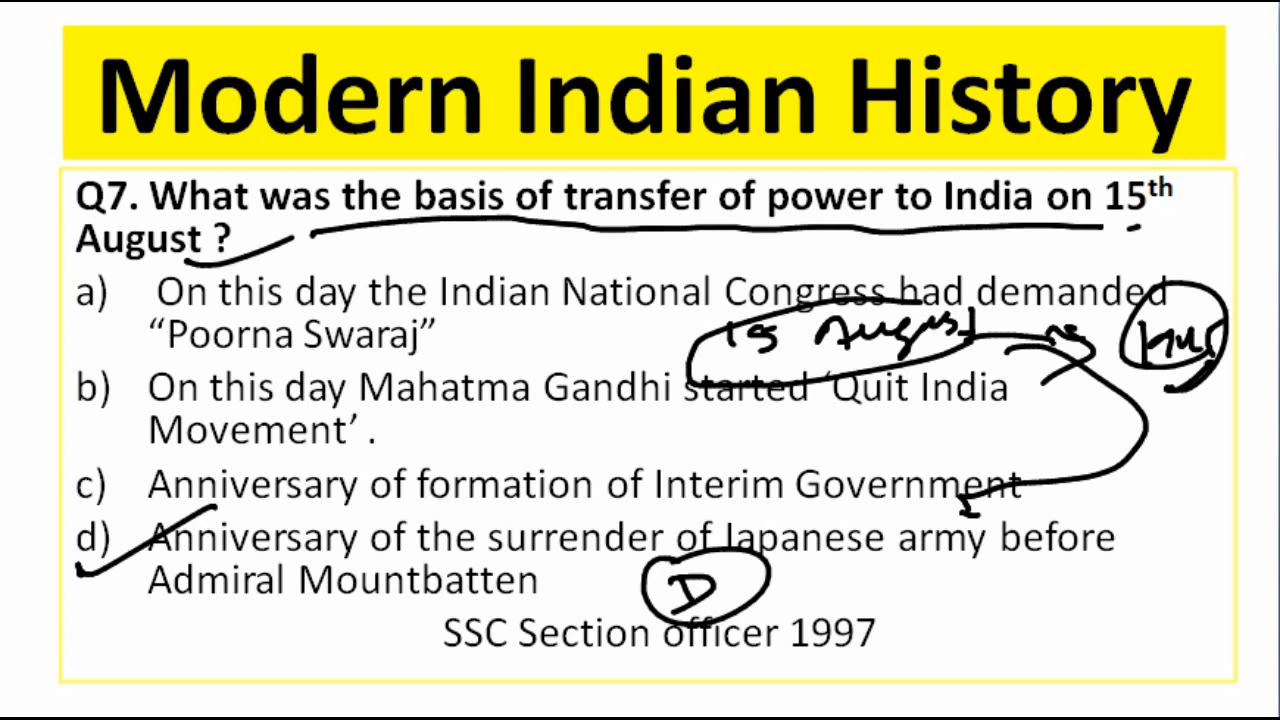 Modern Indian History
Q7. What was the basis of transfer of power to India on 15th
August ?
a) On this day the Indian National Congress had demanded
“Poorna Swaraj”
15 August
b) On this day Mahatma Gandhi started ‘Quit India
Movement’ .
c) Anniversary of formation of Interim Government
d) Anniversary of the surrender of Japanese army before
Admiral Mountbatten
D
SSC Section officer 1997